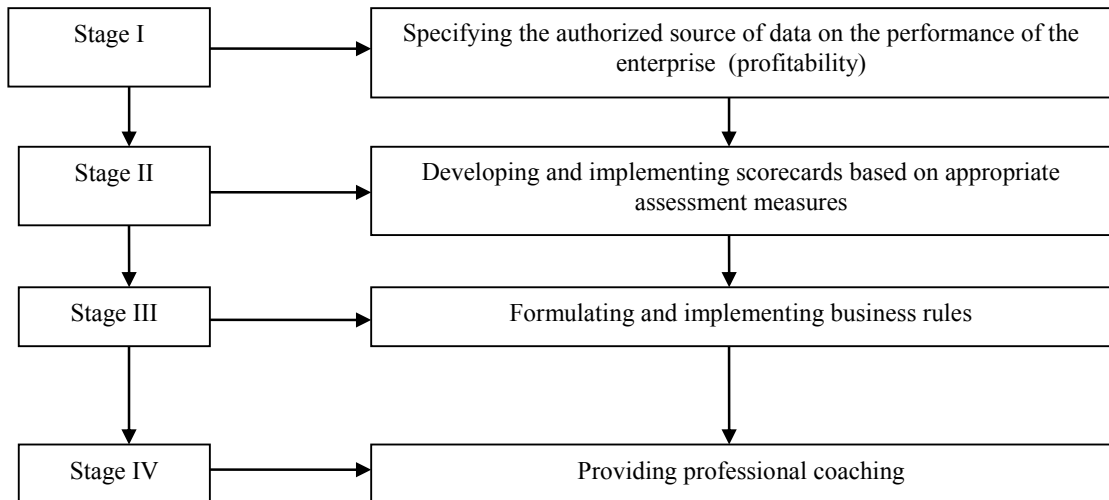 Stage I
Specifying the authorized source of data on the performance of the
enterprise (profitability)
Stage II
Developing and implementing scorecards based on appropriate
assessment measures
Stage III
Formulating and implementing business rules
Stage IV
Providing professional coaching